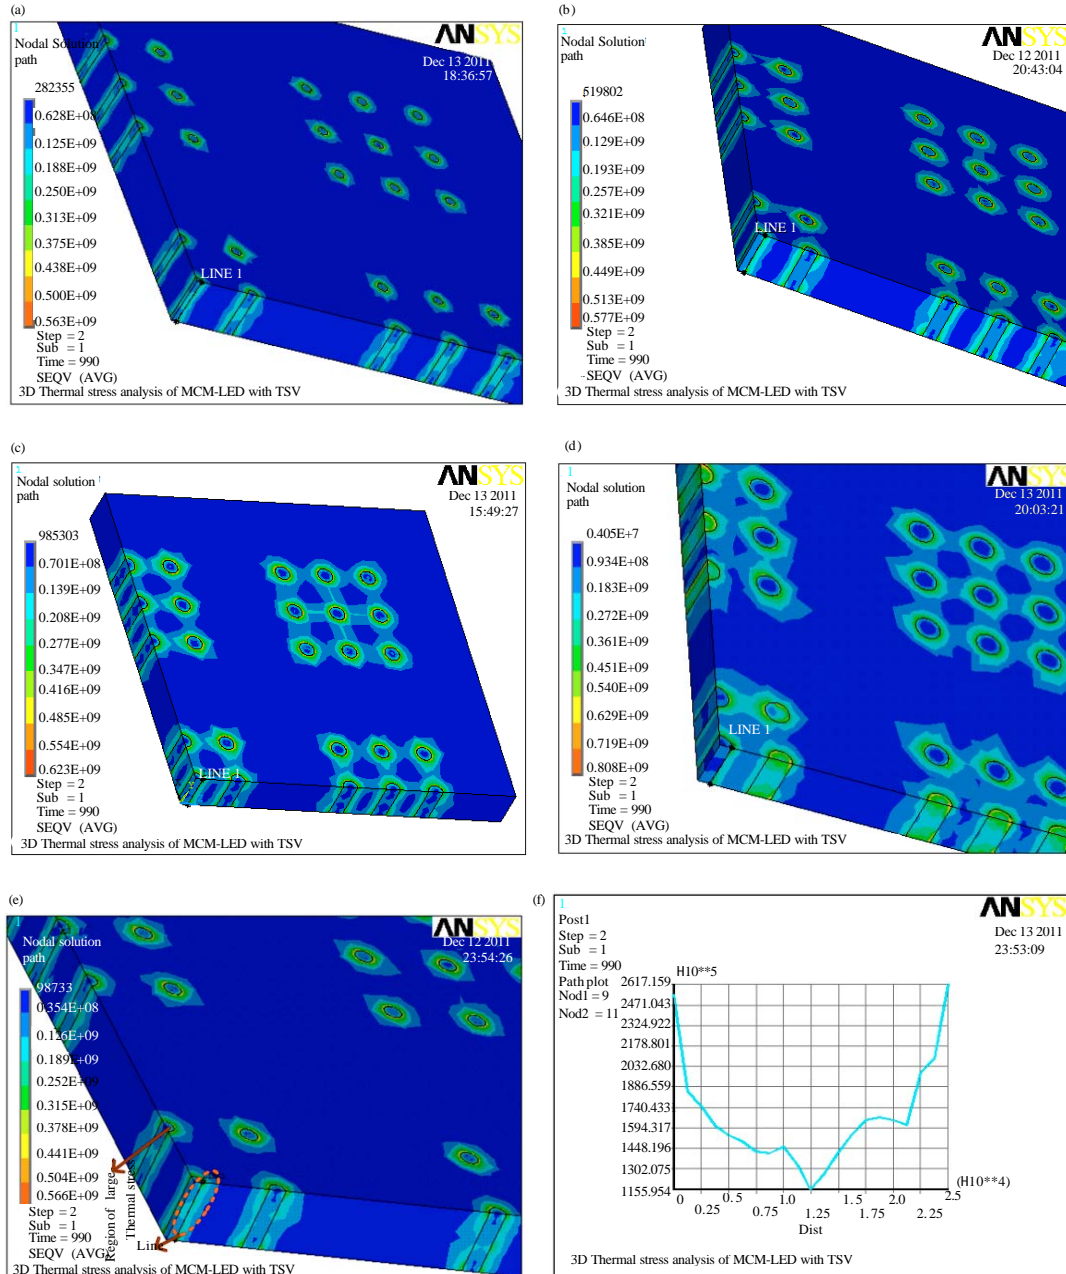 (a)
1
ANSYS
Nodal Solution
path
Dec 13 2011
18:36:57
282355
0.628E+08
0.125E+09
0.188E+09
0.250E+09
0.313E+09
0.375E+09
0.438E+09
0.500E+09
0.563E+09
LINE 1
Step = 2
Sub = 1
Time = 990
SEQV (AVG)
3D Thermal stress analysis of MCM-LED with TSV
(b)
1
ANSYS
Nodal Solution
path
Dec 12 2011
20:43:04
519802
0.646E+08
0.129E+09
0.193E+09
0.257E+09
0.321E+09
0.385E+09
0.449E+09
0.513E+09
0.577E+09
LINE 1
Step = 2
Sub = 1
Time = 990
SEQV (AVG)
3D Thermal stress analysis of MCM-LED with TSV
(c)
1
ANSYS
Nodal solution
path
Dec 13 2011
15:49:27
985303
0.701E+08
0.139E+09
0.208E+09
0.277E+09
0.347E+09
0.416E+09
0.485E+09
0.554E+09
0.623E+09
LINE 1
Step = 2
Sub = 1
Time = 990
SEQV (AVG)
3D Thermal stress analysis of MCM-LED with TSV
(d)
1
ANSYS
Nodal solution
path
Dec 13 2011
20:03:21
0.405E+7
0.934E+08
0.183E+09
0.272E+09
0.361E+09
0.451E+09
0.540E+09
0.629E+09
0.719E+09
0.808E+09
LINE 1
Step = 2
Sub = 1
Time = 990
SEQV (AVG)
3D Thermal stress analysis of MCM-LED with TSV
(e)
1
ANSYS
Nodal solution
path
Dec 12 2011
23:54:26
98733
0.354E+08
0.126E+09
0.189E+09
0.252E+09
0.315E+09
0.378E+09
0.441E+09
0.504E+09
0.566E+09
Region of large
Thermal stress
Line
Step = 2
Sub = 1
Time = 990
SEQV (AVG)
3D Thermal stress analysis of MCM-LED with TSV
(f)
1
ANSYS
Post1
Step = 2
Sub = 1
Time = 990
Path plot
Nod1 = 9
Nod2 = 11
Dec 13 2011
23:53:09
H10**5
2617.159
2471.043
2324.922
2178.801
2032.680
1886.559
1740.433
1594.317
1448.196
1302.075
1155.954
0 0.5 1.0 1.5 2.0 2.5
0.25 0.75 1.25 1.75 2.25
(H10**4)
Dist
3D Thermal stress analysis of MCM-LED with TSV